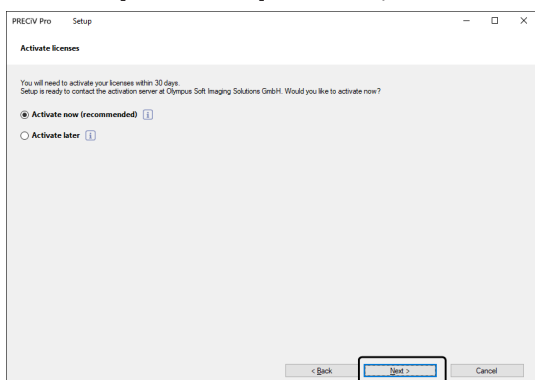 PRECiV Pro Setup
Activate licenses
You will need to activate your licenses within 30 days.
Setup is ready to contact the activation server at Olympus Soft Imaging Solutions GmbH. Would you like to activate now?
Activate now (recommended) i
Activate later i
< Back Next > Cancel